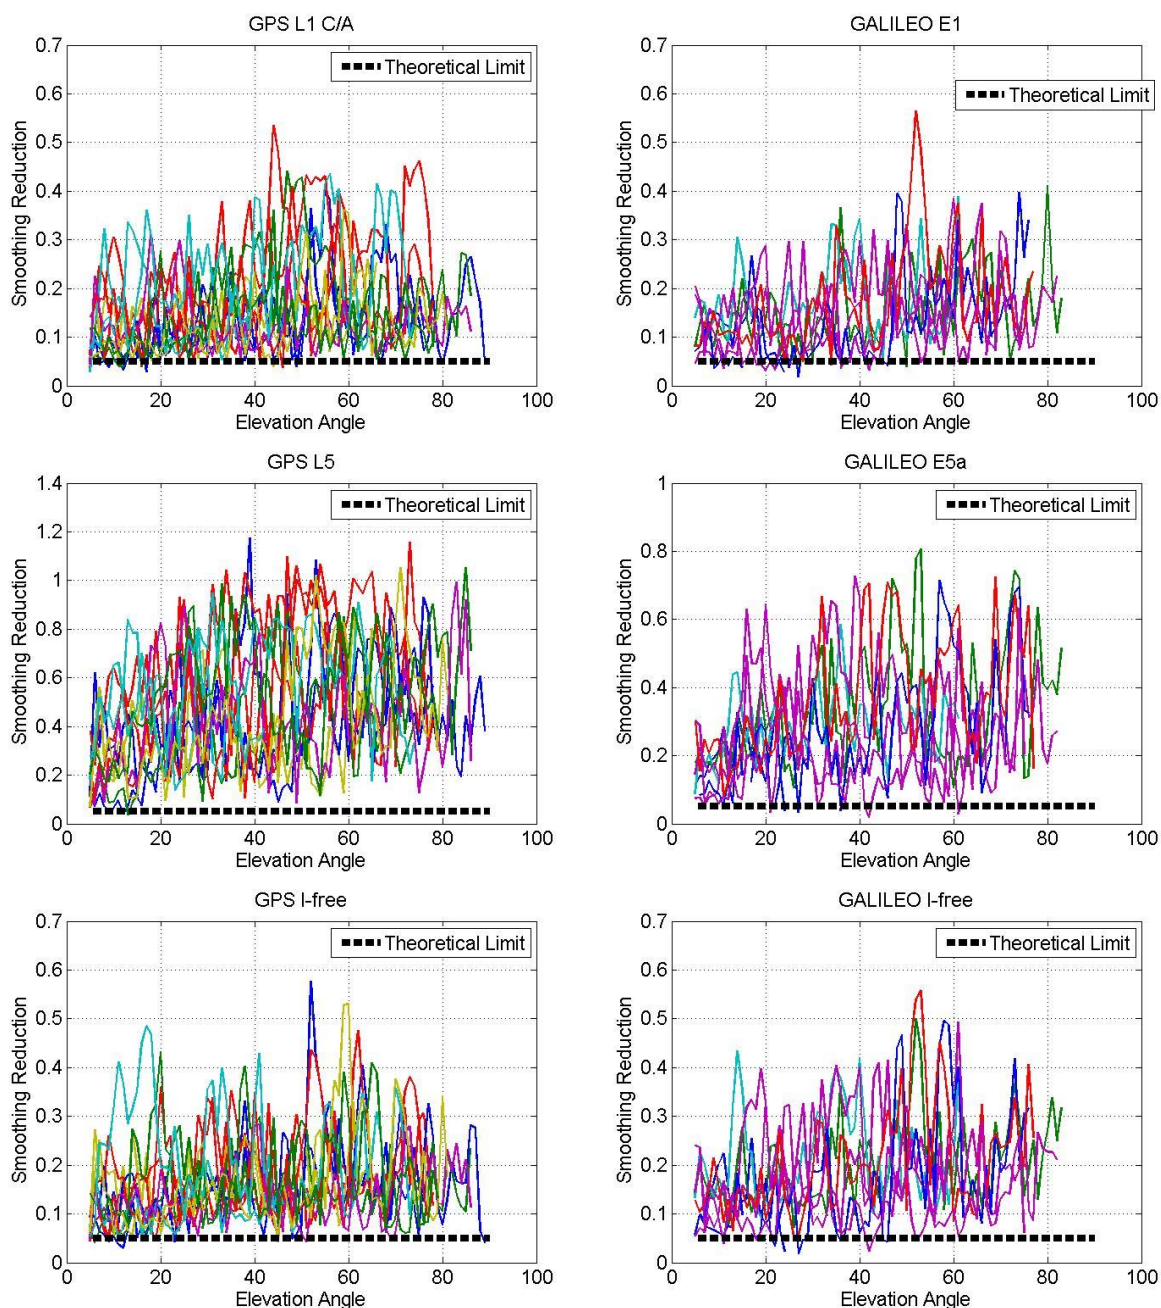 GPS L1 C/A
0.7
0.6
0.5
0.4
0.3
0.2
0.1
0
Smoothing Reduction
Theoretical Limit
0 20 40 60 80 100
Elevation Angle
GALILEO E1
0.7
0.6
0.5
0.4
0.3
0.2
0.1
0
Smoothing Reduction
Theoretical Limit
0 20 40 60 80 100
Elevation Angle
GPS L5
1.4
1.2
1
0.8
0.6
0.4
0.2
0
Smoothing Reduction
Theoretical Limit
0 20 40 60 80 100
Elevation Angle
GALILEO E5a
1
0.8
0.6
0.4
0.2
0
Smoothing Reduction
Theoretical Limit
0 20 40 60 80 100
Elevation Angle
GPS I-free
0.7
0.6
0.5
0.4
0.3
0.2
0.1
0
Smoothing Reduction
Theoretical Limit
0 20 40 60 80 100
Elevation Angle
GALILEO I-free
0.7
0.6
0.5
0.4
0.3
0.2
0.1
0
Smoothing Reduction
Theoretical Limit
0 20 40 60 80 100
Elevation Angle